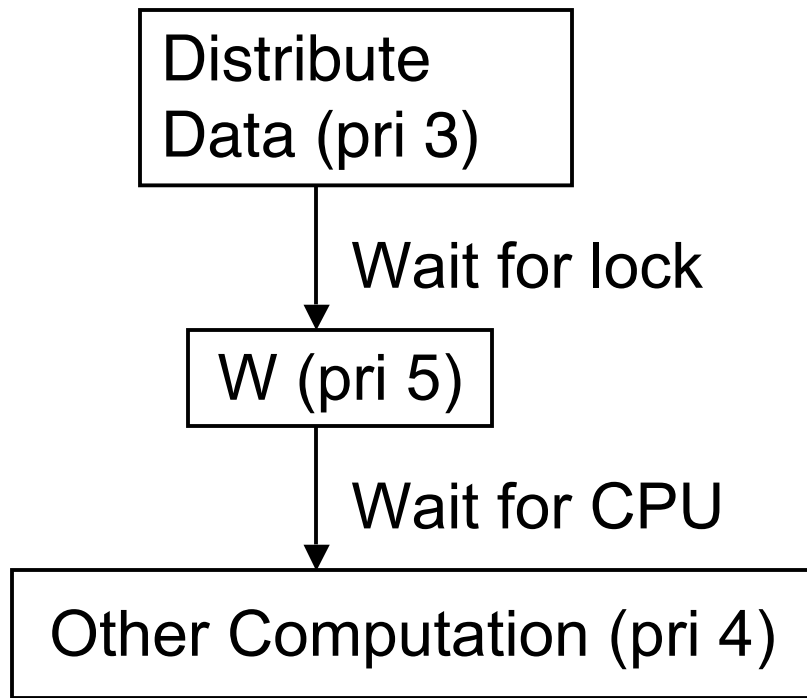 Distribute
Data (pri 3)
Wait for lock
W (pri 5)
Wait for CPU
Other Computation (pri 4)